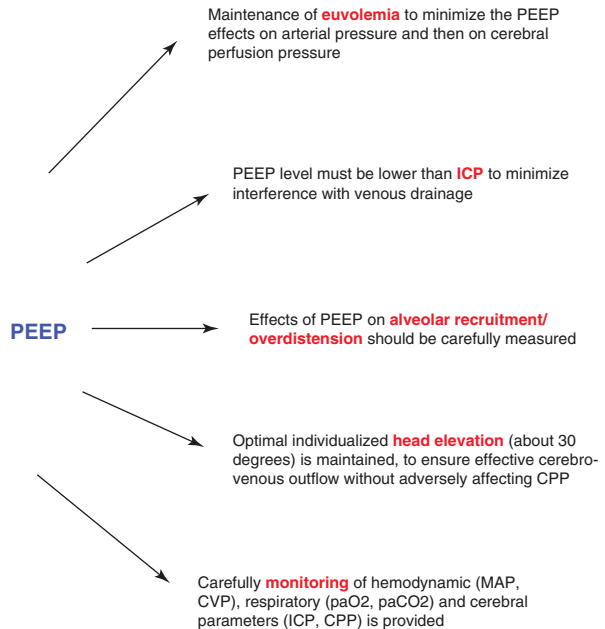 Maintenance of euvolemia to minimize the PEEP
effects on arterial pressure and then on cerebral
perfusion pressure
PEEP level must be lower than ICP to minimize
interference with venous drainage
PEEP
Effects of PEEP on alveolar recruitment/
overdistension should be carefully measured
Optimal individualized head elevation (about 30
degrees) is maintained, to ensure effective cerebro-
venous outflow without adversely affecting CPP
Carefully monitoring of hemodynamic (MAP,
CVP), respiratory (paO2, paCO2) and cerebral
parameters (ICP, CPP) is provided